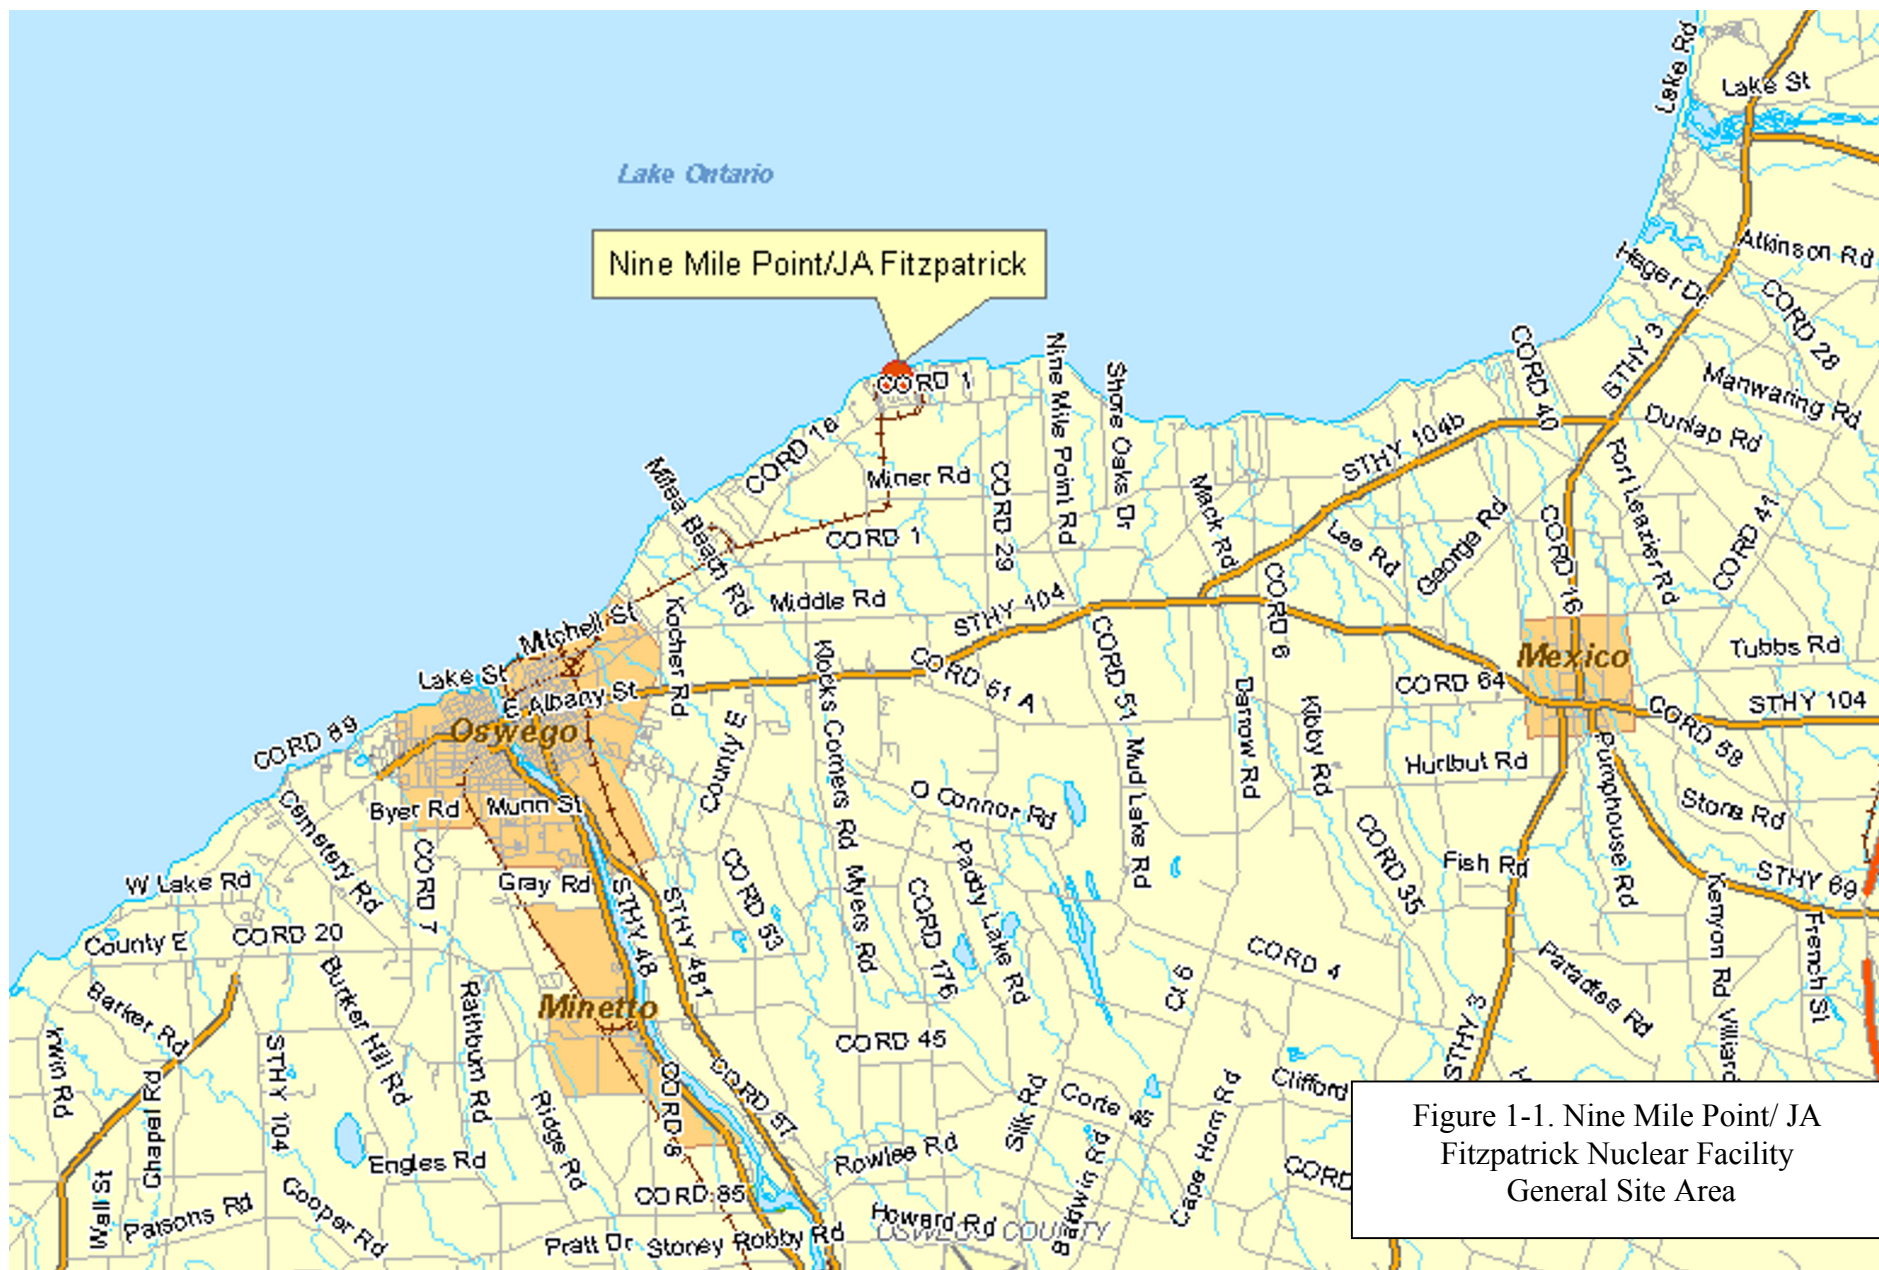 Lake Rd
Lake St
Lake Ontario
Nine Mile Point/JA Fitzpatrick
Atkinson Rd
Hager Dr
CORD 28
STHY 3
CORD 40
Manwaring Rd
Dunlap Rd
Nine Mile Point Rd
Shore Oaks Dr
CORD 1
CORD 1a
STHY 104b
Miner Rd
CORD 29
Mack Rd
Fort Leazier Rd
CORD 41
Beach Rd
CORD 1
Lee Rd
George Rd
CORD 16
Middle Rd
STHY 104
CORD 6
Mitchell St
Kocher Rd
Klocks Corners Rd
CORD 51 A
CORD 51
Mexico
Tubbs Rd
Lake St
E Albany St
CORD 64
STHY 104
CORD 58
Oswego
CORD 89
County E
Darrow Rd
Kibby Rd
Mud Lake Rd
Hurlbut Rd
Pumphouse Rd
Stone Rd
Byer Rd
Munn St
O Connor Rd
Cemetery Rd
CORD 7
CORD 53
Myers Rd
Paddy Lake Rd
CORD 35
Fish Rd
STHY 69
W Lake Rd
Gray Rd
STHY 48
STHY 481
CORD 176
Kenyon Rd
French St
County E
CORD 20
CORD 4
Paradise Rd
Barker Rd
Bunker Hill Rd
Rathburn Rd
Minetto
STHY 3
Villiard
Irwin Rd
STHY 104
CORD 45
Chedel Rd
Ridge Rd
CORD 8
CORD 57
Silk Rd
Corte 46
Clifford
Cape Horn Rd
Figure 1-1. Nine Mile Point/ JA
Fitzpatrick Nuclear Facility
General Site Area
Engles Rd
Rowlee Rd
Baldwin Rd
CORD
Wall St
Parsons Rd
Cooper Rd
CORD 85
Howard Rd
OSWEGO COUNTY
Pratt Dr
Stoney Robby Rd